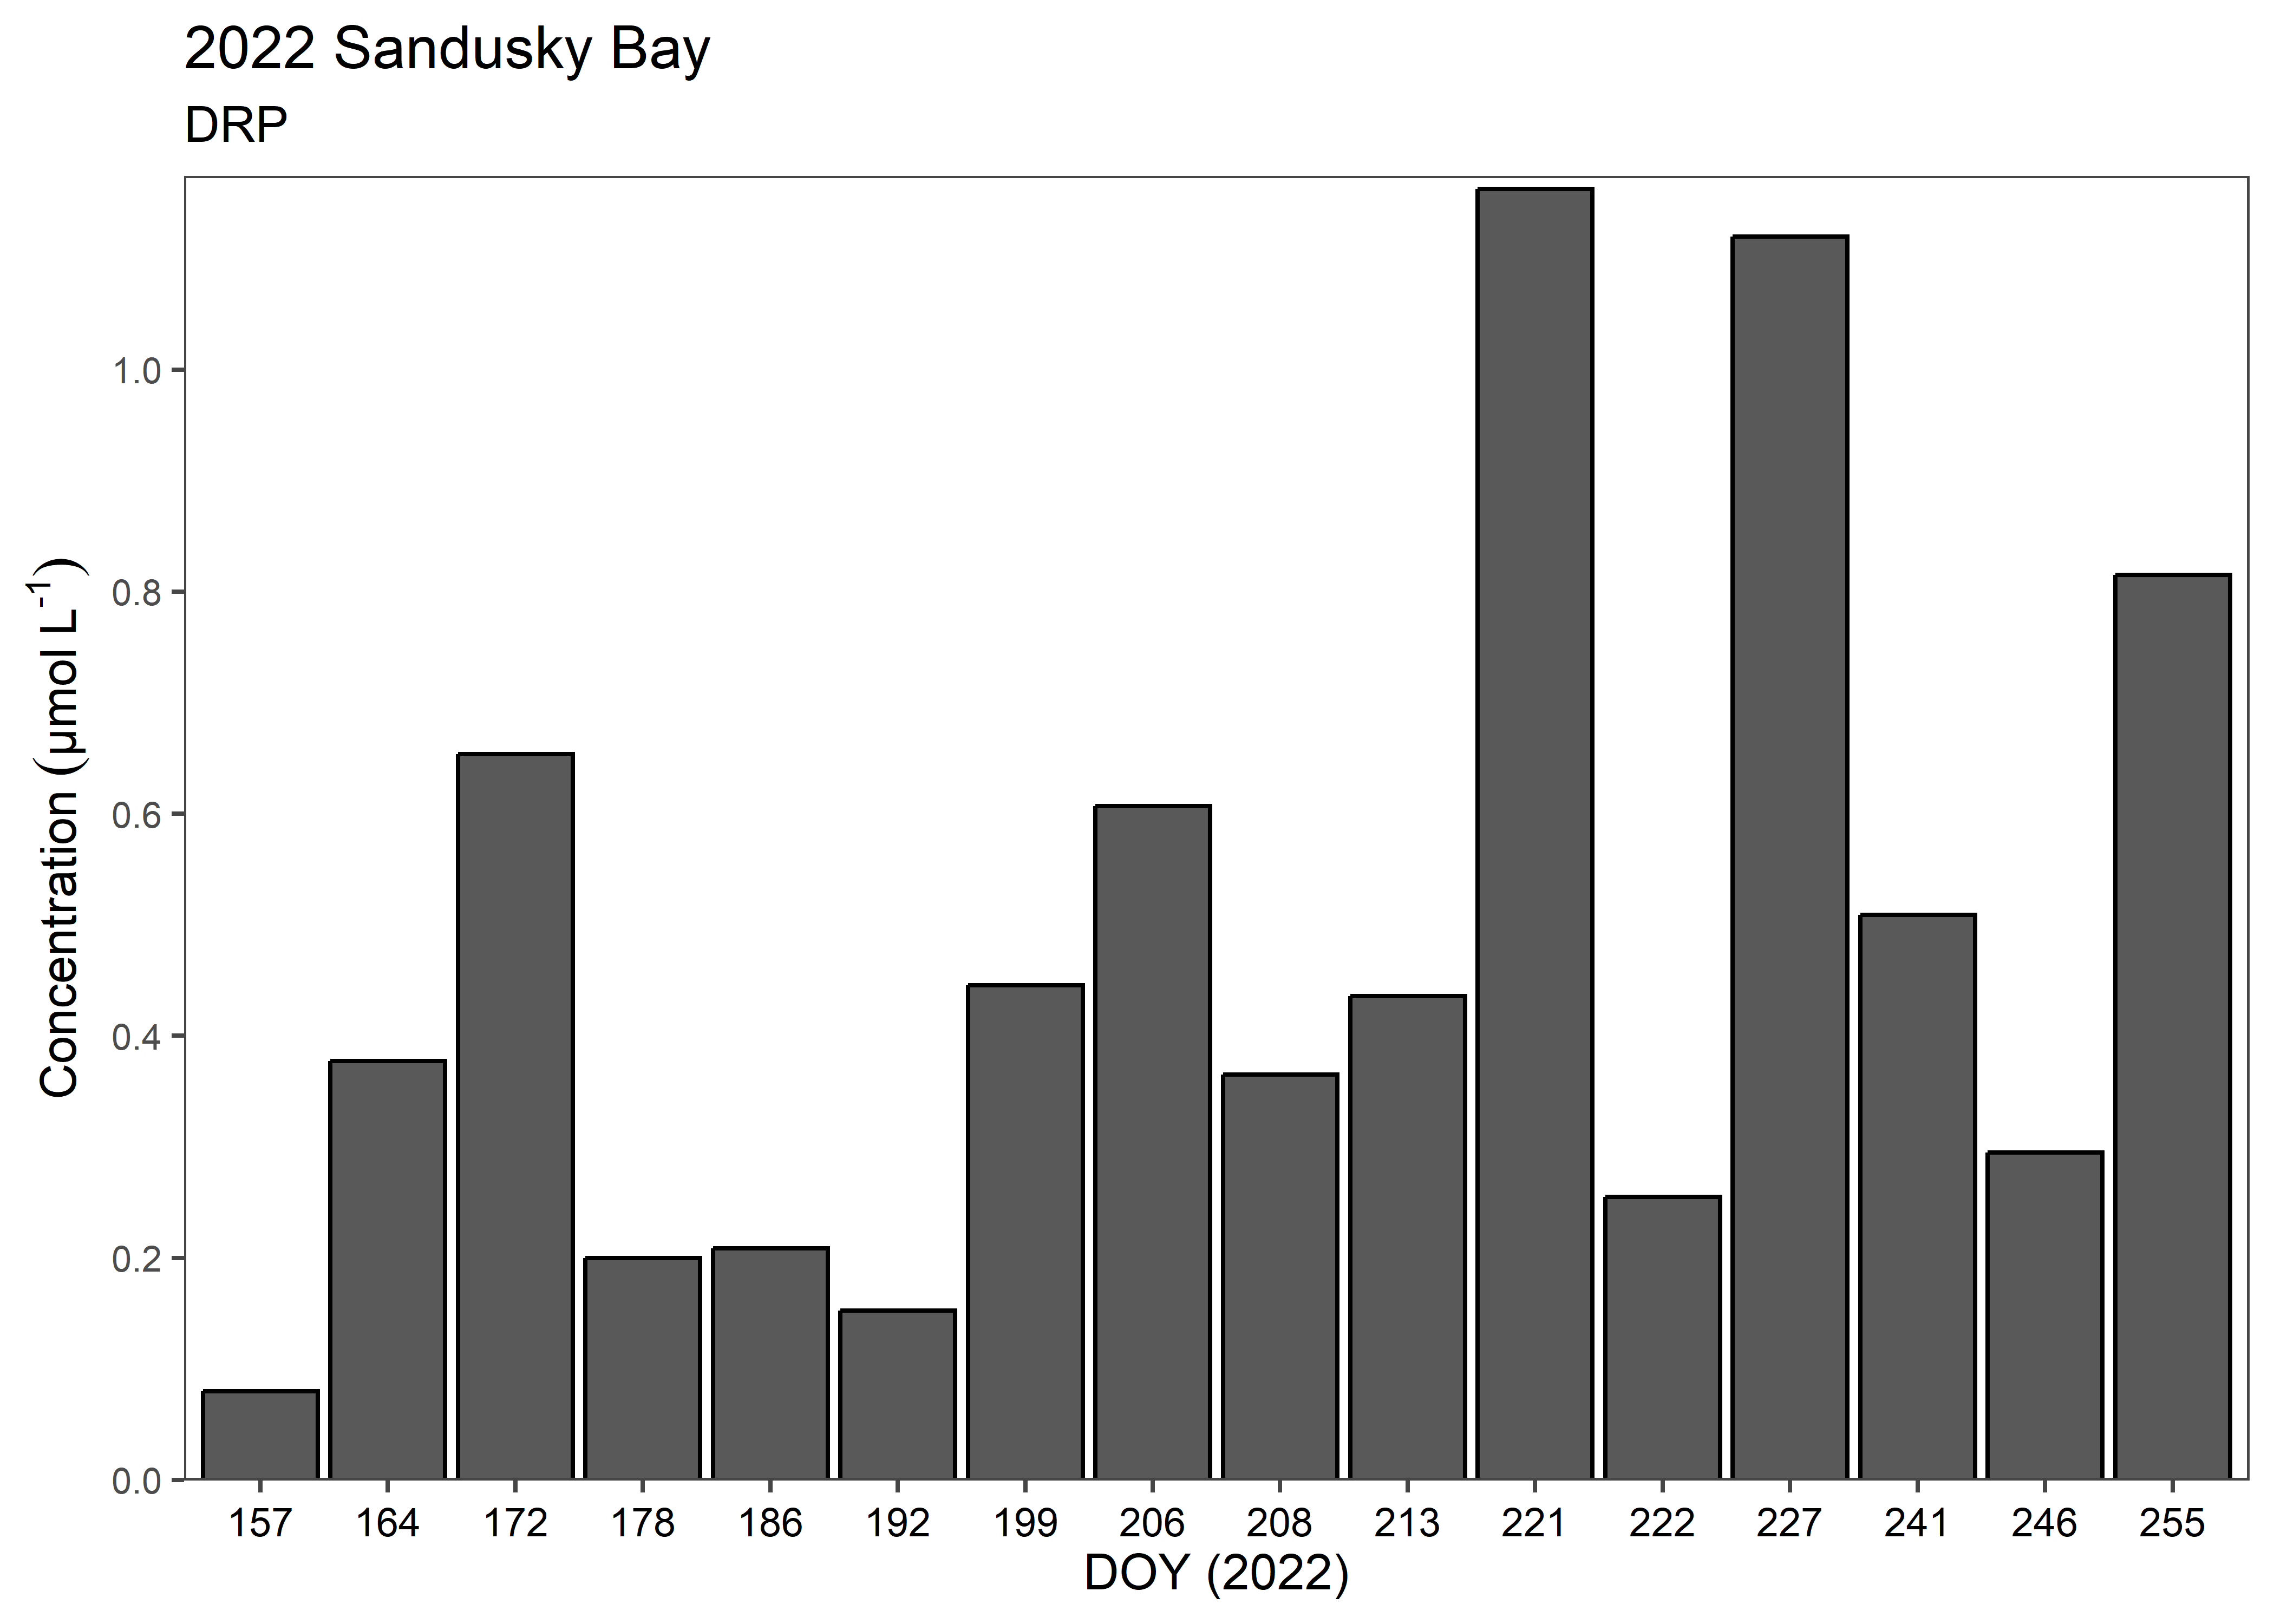 2022 Sandusky Bay
DRP
Concentration (µmol L-1)
1.0
0.8
0.6
0.4
0.2
0.0
157 164 172 178 186 192 199 206 208 213 221 222 227 241 246 255
DOY (2022)